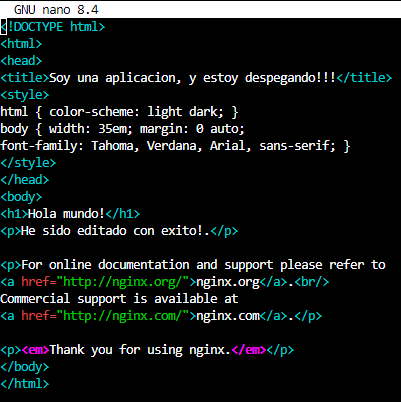 GNU nano 8.4
<!DOCTYPE html>
<html>
<head>
<title>Soy una aplicacion, y estoy despegando!!!</title>
<style>
html { color-scheme: light dark; }
body { width: 35em; margin: 0 auto;
font-family: Tahoma, Verdana, Arial, sans-serif; }
</style>
</head>
<body>
<h1>Hola mundo!</h1>
<p>He sido editado con exito!.</p>

<p>For online documentation and support please refer to
<a href="http://nginx.org/">nginx.org</a>.<br/>
Commercial support is available at
<a href="http://nginx.com/">nginx.com</a>.</p>

<p><em>Thank you for using nginx.</em></p>
</body>
</html>